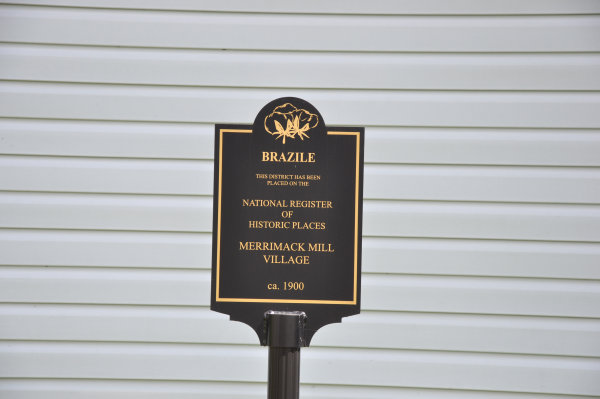 BRAZILE
THIS DISTRICT HAS BEEN
PLACED ON THE
NATIONAL REGISTER
OF
HISTORIC PLACES
MERRIMACK MILL
VILLAGE
ca. 1900